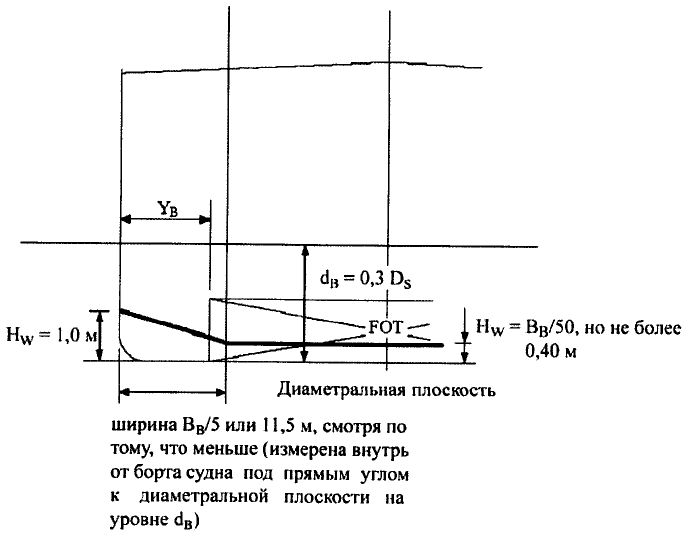 Y_B
d_B = 0,3 D_S
H_W = 1,0 м
FOT
H_W = B_B/50, но не более
0,40 м
Диаметральная плоскость
ширина B_B/5 или 11,5 м, смотря по
тому, что меньше (измерена внутрь
от борта судна под прямым углом
к диаметральной плоскости на
уровне d_B)